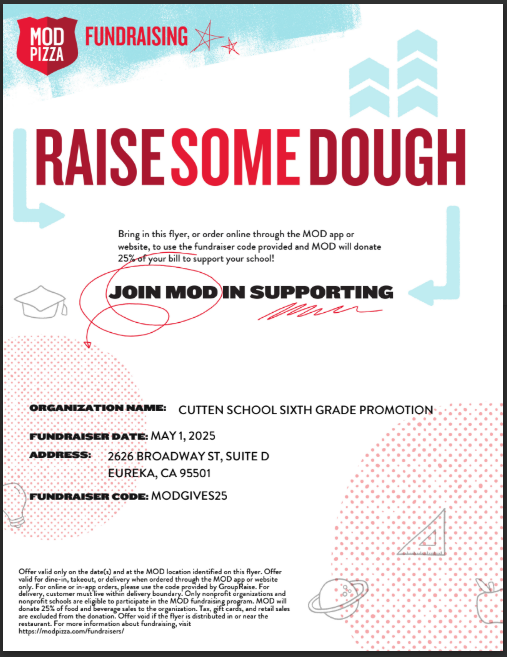 MOD
PIZZA
FUNDRAISING
RAISE SOME DOUGH
Bring in this flyer, or order online through the MOD app or
website, to use the fundraiser code provided and MOD will donate
25% of your bill to support your school!
JOIN MOD IN SUPPORTING
ORGANIZATION NAME: CUTTEN SCHOOL SIXTH GRADE PROMOTION
FUNDRAISER DATE: MAY 1, 2025
ADDRESS: 2626 BROADWAY ST, SUITE D
EUREKA, CA 95501
FUNDRAISER CODE: MODGIVES25
Offer valid only on the date(s) and at the MOD location identified on this flyer. Offer
valid for dine-in, takeout, or delivery when ordered through the MOD app or website
only. For online or in-app orders, please use the code provided by GroupRaise. For
delivery, customer must live within delivery boundary. Only nonprofit organizations and
nonprofit schools are eligible to participate in the MOD fundraising program. MOD will
donate 25% of food and beverage sales to the organization. Tax, gift cards, and retail sales
are excluded from the donation. Offer void if the flyer is distributed in or near the
restaurant. For more information about fundraising, visit
https://modpizza.com/fundraisers/